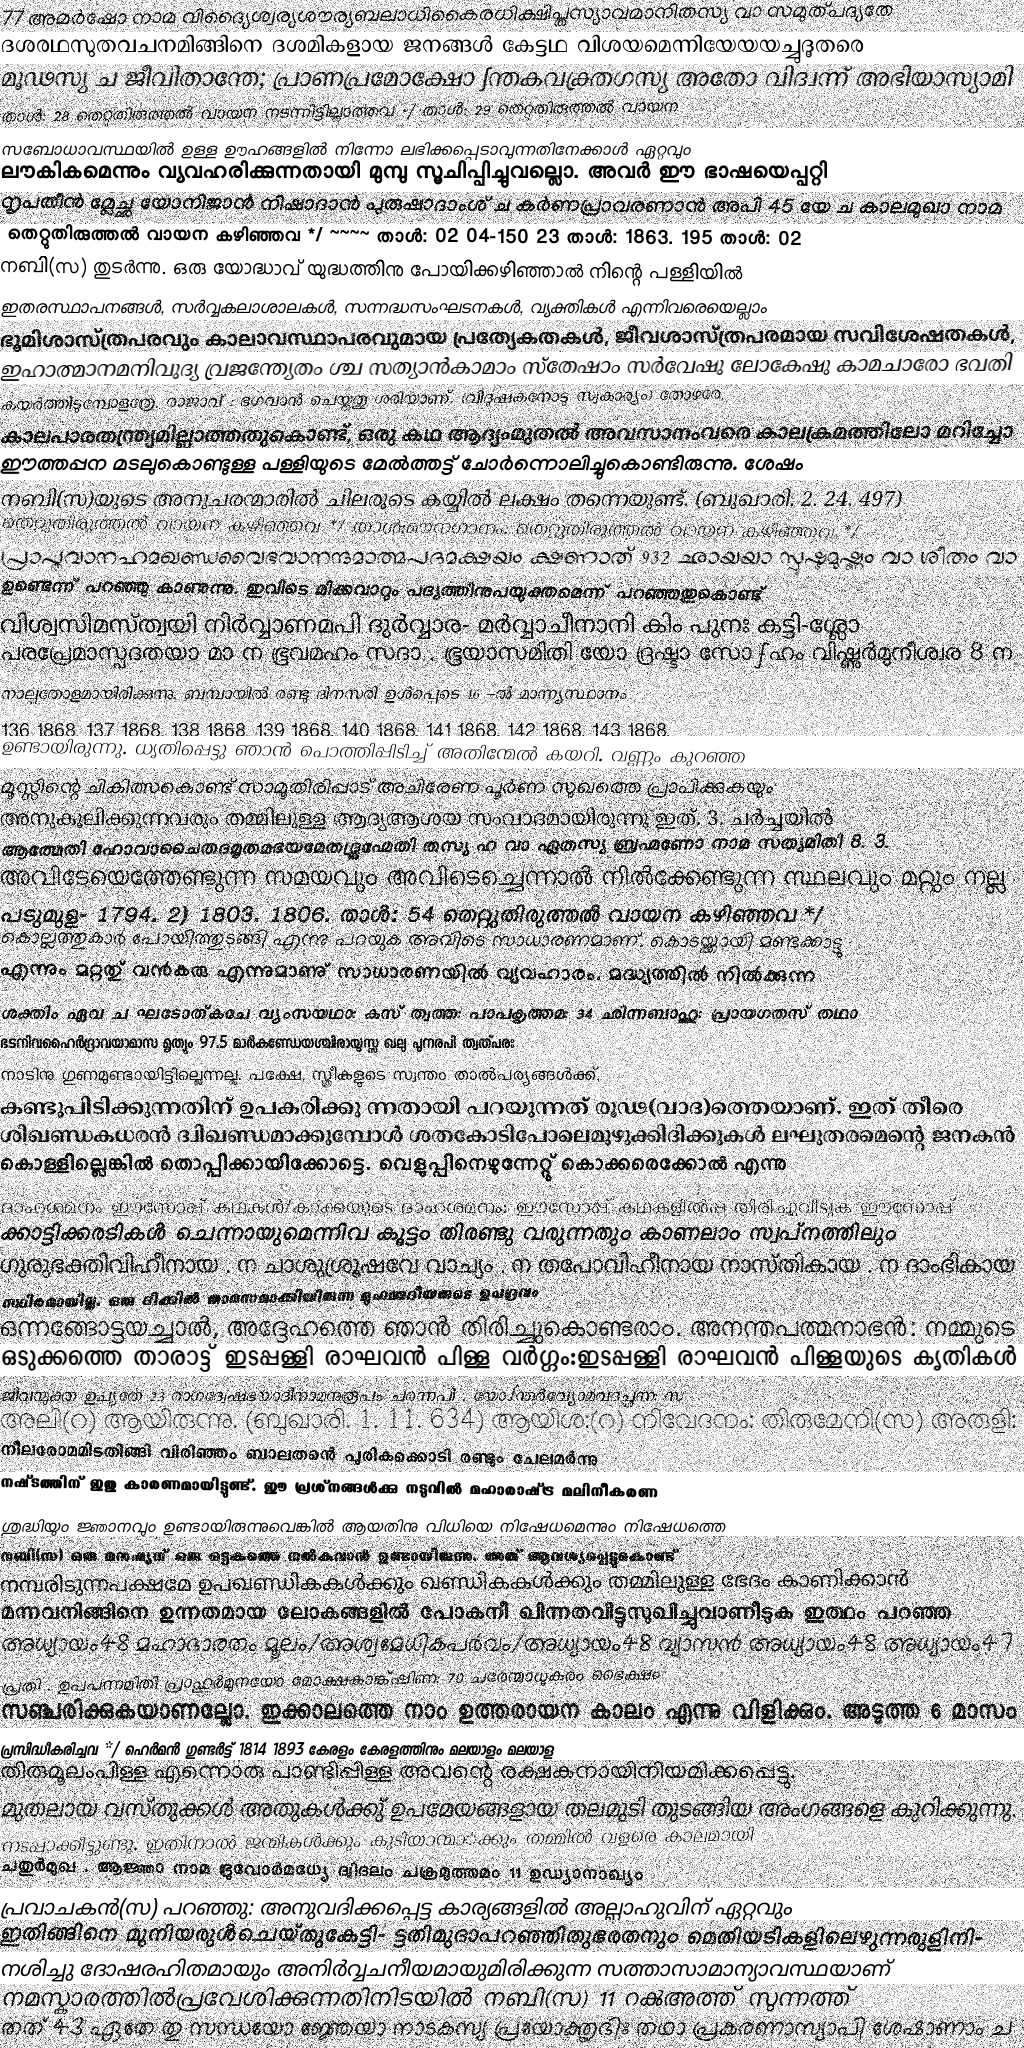 77 അമർഷോ നാമ വിദ്യൈശ്വര്യശൗര്യബലാധികൈരധിക്ഷിപ്തസ്യാവമാനിതസ്യ വാ സമുത്പദ്യതേ
ദശരഥസുതവചനമിങ്ങിനെ ദശമികളായ ജനങ്ങൾ കേട്ടഥ വിശയമെന്നിയേയയച്ചുദൂതരെ
മൂഢസ്യ ച ജീവിതാന്തേ; പ്രാണപ്രമോക്ഷോ ഽന്തകവക്ത്രഗസ്യ അതോ വിദ്വന്ന് അഭിയാസ്യാമി
താൾ: 28 തെറ്റുതിരുത്തൽ വായന നടന്നിട്ടില്ലാത്തവ */ താൾ: 29 തെറ്റുതിരുത്തൽ വായന
സബോധാവസ്ഥയിൽ ഉള്ള ഊഹങ്ങളിൽ നിന്നോ ലഭിക്കപ്പെടാവുന്നതിനേക്കാൾ ഏറ്റവും
ലൗകികമെന്നും വ്യവഹരിക്കുന്നതായി മുമ്പു സൂചിപ്പിച്ചുവല്ലൊ. അവർ ഈ ഭാഷയെപ്പറ്റി
നൃപതീൻ മ്ലേച്ഛ യോനിജാൻ നിഷാദാൻ പുരുഷാദാംശ് ച കർണപ്രാവരണാൻ അപി 45 യേ ച കാലമുഖാ നാമ
തെറ്റുതിരുത്തൽ വായന കഴിഞ്ഞവ */ ~~~~ താൾ: 02 04-150 23 താൾ: 1863. 195 താൾ: 02
നബി(സ) തുടർന്നു. ഒരു യോദ്ധാവ് യുദ്ധത്തിനു പോയിക്കഴിഞ്ഞാൽ നിന്റെ പള്ളിയിൽ
ഇതരസ്ഥാപനങ്ങൾ, സർവ്വകലാശാലകൾ, സന്നദ്ധസംഘടനകൾ, വ്യക്തികൾ എന്നിവരെയെല്ലാം
ഭൂമിശാസ്ത്രപരവും കാലാവസ്ഥാപരവുമായ പ്രത്യേകതകൾ, ജീവശാസ്ത്രപരമായ സവിശേഷതകൾ,
ഇഹാത്മാനമനിവുദ്യ വ്രജന്ത്യേതം ശ്ച സത്യാൻകാമാം സ്തേഷാം സർവേഷു ലോകേഷു കാമചാരോ ഭവതി
കയർത്തിട്ടുമ്പോളത്രേ. രാജാവ് : ഭഗവാൻ ചെയ്തതു ശരിയാണ്. (വിദൂഷകനോടു സ്വകാര്യം) തോഴരേ,
കാലപാരതന്ത്ര്യമില്ലാത്തതുകൊണ്ട്, ഒരു കഥ ആദ്യംമുതൽ അവസാനംവരെ കാലക്രമത്തിലോ മറിച്ചോ
ഈത്തപ്പന മടലുകൊണ്ടുള്ള പള്ളിയുടെ മേൽത്തട്ട് ചോർന്നൊലിച്ചുകൊണ്ടിരുന്നു. ശേഷം
നബി(സ)യുടെ അനുചരന്മാരിൽ ചിലരുടെ കയ്യിൽ ലക്ഷം തന്നെയുണ്ട്. (ബുഖാരി. 2. 24. 497)
തെറ്റുതിരുത്തൽ വായന കഴിഞ്ഞവ */ താൾ:മൗനഗാനം. തെറ്റുതിരുത്തൽ വായന കഴിഞ്ഞവ */
പ്രാപ്തവാനഹമഖണ്ഡവൈഭവാനന്ദമാത്മപദമക്ഷയം ക്ഷണാത് 932 ഛായയാ സ്പൃഷ്ടമുഷ്ണം വാ ശീതം വാ
ഉണ്ടെന്ന് പറഞ്ഞു കാണുന്നു. ഇവിടെ മിക്കവാറും പദ്യത്തിനുപയുക്തമെന്ന് പറഞ്ഞതുകൊണ്ട്
വിശ്വസിമസ്ത്വയി നിർവ്വാണമപി ദുർവ്വാര- മർവ്വാചീനാനി കിം പുനഃ കട്ടി-ശ്ലോ
പരപ്രേമാസ്പദതയാ മാ ന ഭൂവമഹം സദാ . ഭൂയാസമിതി യോ ദ്രഷ്ടാ സോ ഽഹം വിഷ്ണുർമുനീശ്വര 8 ന
നാലുതോളമായിരിക്കുന്നു. ബമ്പായിൽ രണ്ടു ദിനസരി ഉൾപ്പെടെ 16 –ൽ മാന്ന്യസ്ഥാനം
136 1868. 137 1868. 138 1868. 139 1868. 140 1868. 141 1868. 142 1868. 143 1868.
ഉണ്ടായിരുന്നു. ധൃതിപ്പെട്ടു ഞാൻ പൊത്തിപ്പിടിച്ച് അതിന്മേൽ കയറി. വണ്ണം കുറഞ്ഞ
മൂസ്സിന്റെ ചികിത്സകൊണ്ട് സാമൂതിരിപ്പാട് അചിരേണ പൂർണ സുഖത്തെ പ്രാപിക്കുകയും
അനുകൂലിക്കുന്നവരും തമ്മിലുള്ള ആദ്യആശയ സംവാദമായിരുന്നു ഇത്. 3. ചർച്ചയിൽ
ആത്മേതി ഹോവാചൈതദമൃതമഭയമേതദ്ബ്രഹ്മേതി തസ്യ ഹ വാ ഏതസ്യ ബ്രഹ്മണോ നാമ സത്യമിതി 8. 3.
അവിടേയെത്തേണ്ടുന്ന സമയവും അവിടെച്ചെന്നാൽ നിൽക്കേണ്ടുന്ന സ്ഥലവും മറ്റും നല്ല
പടുമുള- 1794. 2) 1803. 1806. താൾ: 54 തെറ്റുതിരുത്തൽ വായന കഴിഞ്ഞവ */
കൊല്ലത്തുകാർ പോയിത്തുടങ്ങി എന്നു പറയുക അവിടെ സാധാരണമാണ്. കൊടയ്ക്കായി മണ്ടക്കാട്ടു
എന്നും മറ്റതു് വൻകര എന്നുമാണു് സാധാരണയിൽ വ്യവഹാരം. മദ്ധ്യത്തിൽ നിൽക്കുന്ന
ശക്തിം ഏവ ച ഘടോത്കചേ വ്യംസയഥാഃ കസ് ത്വത്തഃ പാപകൃത്തമഃ 34 ഛിന്നബാഹുഃ പ്രായഗതസ് തഥാ
ഭടനിവഹൈർദ്രാവയാമാസ മൃത്യും 97.5 മാർകണ്ഡേയശ്ചിരായുസ്സ ഖലു പുനരപി ത്വത്പരഃ
നാടിനു ഗുണമുണ്ടായിട്ടില്ലെന്നല്ല. പക്ഷേ, സ്ത്രീകളുടെ സ്വന്തം താൽപര്യങ്ങൾക്ക്,
കണ്ടുപിടിക്കുന്നതിന് ഉപകരിക്കു ന്നതായി പറയുന്നത് രൂഢ(വാദ)ത്തെയാണ്. ഇത് തീരെ
ശിഖണ്ഡകധരൻ ദ്വിഖണ്ഡമാക്കുമ്പോൾ ശതകോടിപോലെമുഴുക്കിദിക്കുകൾ ലഘുതരമെന്റെ ജനകൻ
കൊള്ളില്ലെങ്കിൽ തൊപ്പിക്കായിക്കോട്ടെ. വെളുപ്പിനെഴുന്നേറ്റു് കൊക്കരെക്കോൽ എന്നു
ദാഹശമനം ഈസോപ്പ് കഥകൾ/കാക്കയുടെ ദാഹശമനം: ഈസോപ്പ് കഥകളിൽപ്പ തിരിച്ചുവിടുക ഈസോപ്പ്
ക്കാട്ടിക്കരടികൾ ചെന്നായുമെന്നിവ കൂട്ടം തിരണ്ടു വരുന്നതും കാണലാം സ്വപ്നത്തിലും
ഗുരുഭക്തിവിഹീനായ . ന ചാശുശ്രൂഷവേ വാച്യം . ന തപോവിഹീനായ നാസ്തികായ . ന ദാംഭികായ
സ്ഥിരമായില്ല. ഒരു ദിക്കിൽ താമസമാക്കിയിരുന്ന മുഹമ്മദീയരുടെ ഉപദ്രവം
ഒന്നങ്ങോട്ടയച്ചാൽ, അദ്ദേഹത്തെ ഞാൻ തിരിച്ചുകൊണ്ടരാം. അനന്തപത്മനാഭൻ: നമ്മുടെ
ഒടുക്കത്തെ താരാട്ട് ഇടപ്പള്ളി രാഘവൻ പിള്ള വർഗ്ഗം:ഇടപ്പള്ളി രാഘവൻ പിള്ളയുടെ കൃതികൾ
ജീവന്മുക്ത ഉച്യതേ 23 രാഗദ്വേഷഭയാദീനാമനുരൂപം ചരന്നപി . യോഽന്തർവ്യോമവദച്ഛന്നഃ സ
അലി(റ) ആയിരുന്നു. (ബുഖാരി. 1. 11. 634) ആയിശ:(റ) നിവേദനം: തിരുമേനി(സ) അരുളി:
നീലരോമമിടതിങ്ങി വിരിഞ്ഞം ബാലതന്റെ പുരികക്കൊടി രണ്ടും ചേലമർന്നു
നഷ്ടത്തിന് ഇതു കാരണമായിട്ടുണ്ട്. ഈ പ്രശ്നങ്ങൾക്കു നടുവിൽ മഹാരാഷ്ട്ര മലിനീകരണ
ശുദ്ധിയും ജ്ഞാനവും ഉണ്ടായിരുന്നുവെങ്കിൽ ആയതിനു വിധിയെ നിഷേധമെന്നും നിഷേധത്തെ
നബി(സ) ഒരു മനുഷ്യന് ഒരു ഒട്ടകത്തെ നൽകുവാൻ ഉണ്ടായിരുന്നു. അത് ആവശ്യപ്പെട്ടുകൊണ്ട്
നമ്പരിടുന്നപക്ഷമേ ഉപഖണ്ഡികകൾക്കും ഖണ്ഡികകൾക്കും തമ്മിലുള്ള ഭേദം കാണിക്കാൻ
മന്നവനിങ്ങിനെ ഉന്നതമായ ലോകങ്ങളിൽ പോകനീ ഖിന്നതവിട്ടുസുഖിച്ചുവാണീടുക ഇത്ഥം പറഞ്ഞ
അധ്യായം48 മഹാഭാരതം മൂലം/അശ്വമേധികപർവം/അധ്യായം48 വ്യാസൻ അധ്യായം48 അധ്യായം47
പ്രതി . ഉപപന്നമിതി പ്രാഹുർമുനയോ മോക്ഷകാങ്ക്ഷിണഃ 70 ചരേന്മാധുകരം ഭൈക്ഷം
സഞ്ചരിക്കുകയാണല്ലോ. ഇക്കാലത്തെ നാം ഉത്തരായന കാലം എന്നു വിളിക്കും. അടുത്ത 6 മാസം
പ്രസിദ്ധീകരിച്ചവ */ ഹെർമൻ ഗുണ്ടർട്ട് 1814 1893 കേരളം കേരളത്തിനും മലയാളം മലയാള
തിരുമൂലംപിള്ള എന്നൊരു പാണ്ടിപ്പിള്ള അവന്റെ രക്ഷകനായിനിയമിക്കപ്പെട്ടു.
മുതലായ വസ്തുക്കൾ അതുകൾക്കു് ഉപമേയങ്ങളായ തലമുടി തുടങ്ങിയ അംഗങ്ങളെ കുറിക്കുന്നു.
നടപ്പാക്കിട്ടുണ്ടു. ഇതിനാൽ ജന്മികൾക്കും കുടിയാന്മാർക്കും തമ്മിൽ വളരെ കാലമായി
ചതുർമുഖ . ആജ്ഞാ നാമ ഭ്രുവോർമധ്യേ ദ്വിദലം ചക്രമുത്തമം 11 ഉഡ്യാനാഖ്യം
പ്രവാചകൻ(സ) പറഞ്ഞു: അനുവദിക്കപ്പെട്ട കാര്യങ്ങളിൽ അല്ലാഹുവിന് ഏറ്റവും
ഇതിങ്ങിനെ മുനിയരുൾചെയ്തുകേട്ടി- ട്ടതിമുദാപറഞ്ഞിതുഭരതനും മെതിയടികളിലെഴുന്നരുളിനി-
നശിച്ചു ദോഷരഹിതമായും അനിർവ്വചനീയമായുമിരിക്കുന്ന സത്താസാമാന്യാവസ്ഥയാണ്
നമസ്കാരത്തിൽപ്രവേശിക്കുന്നതിനിടയിൽ നബി(സ) 11 റക്അത്ത് സുന്നത്ത്
തത് 43 ഏതേ തു സന്ധയോ ജ്ഞേയാ നാടകസ്യ പ്രയോക്തൃഭിഃ തഥാ പ്രകരണാസ്യാപി ശേഷാണാം ച